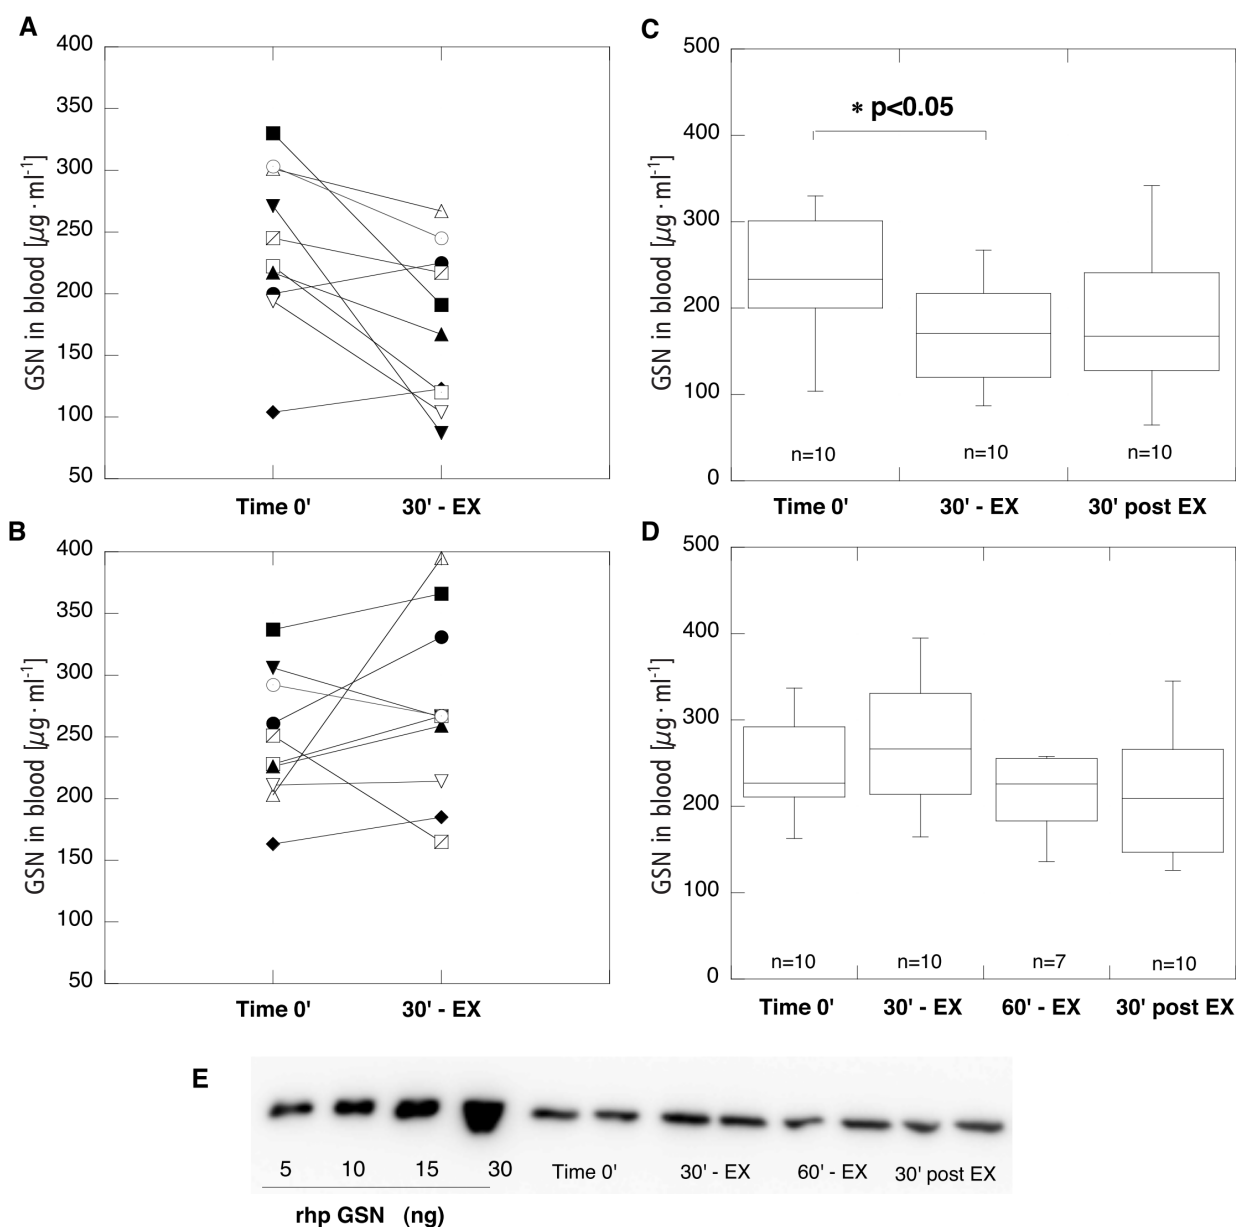 A
400
350
300
250
200
150
100
50
GSN in blood [µg · ml-1]
Time 0' 30' - EX
C
500
400
300
200
100
0
GSN in blood [µg · ml-1]
* p<0.05
n=10 n=10 n=10
Time 0' 30' - EX 30' post EX
B
400
350
300
250
200
150
100
50
GSN in blood [µg · ml-1]
Time 0' 30' - EX
D
500
400
300
200
100
0
GSN in blood [µg · ml-1]
n=10 n=10 n=7 n=10
Time 0' 30' - EX 60' - EX 30' post EX
E
5 10 15 30 Time 0' 30' - EX 60' - EX 30' post EX
rhp GSN (ng)